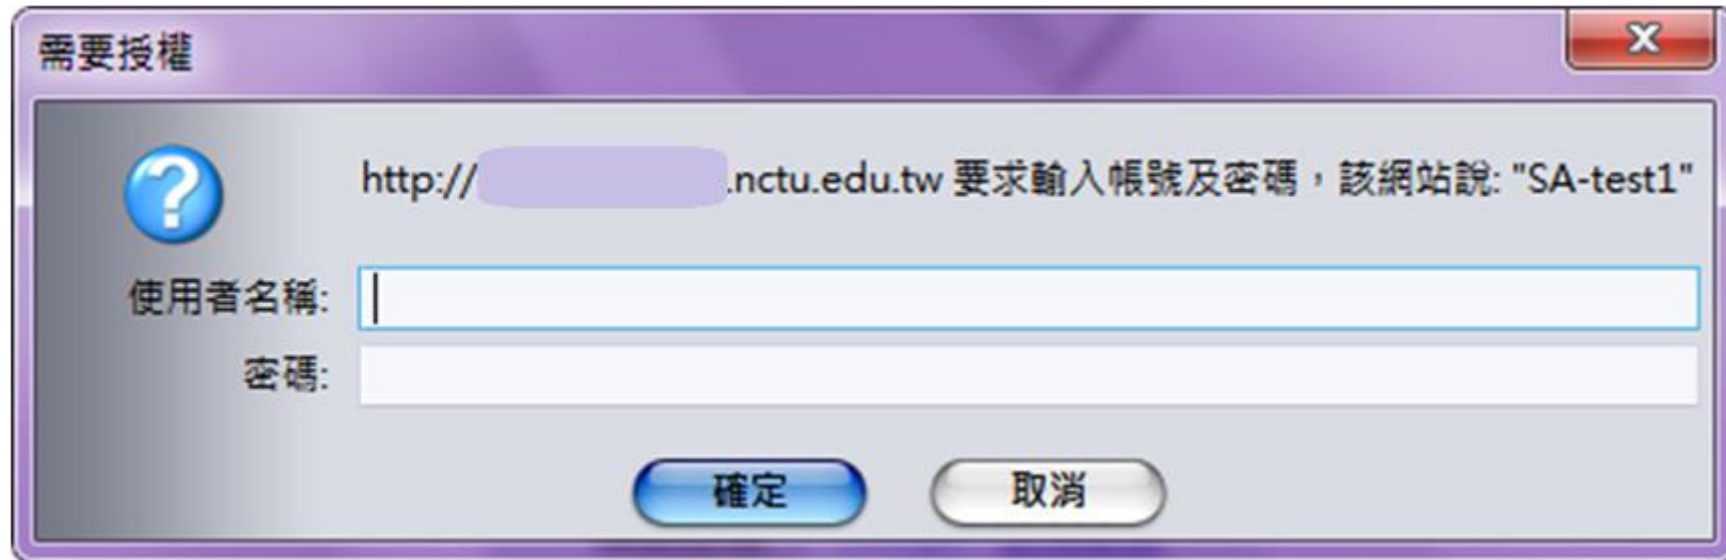 需要授權
http:// .nctu.edu.tw 要求輸入帳號及密碼，該網站說: "SA-test1"
使用者名稱:
密碼:
確定 取消